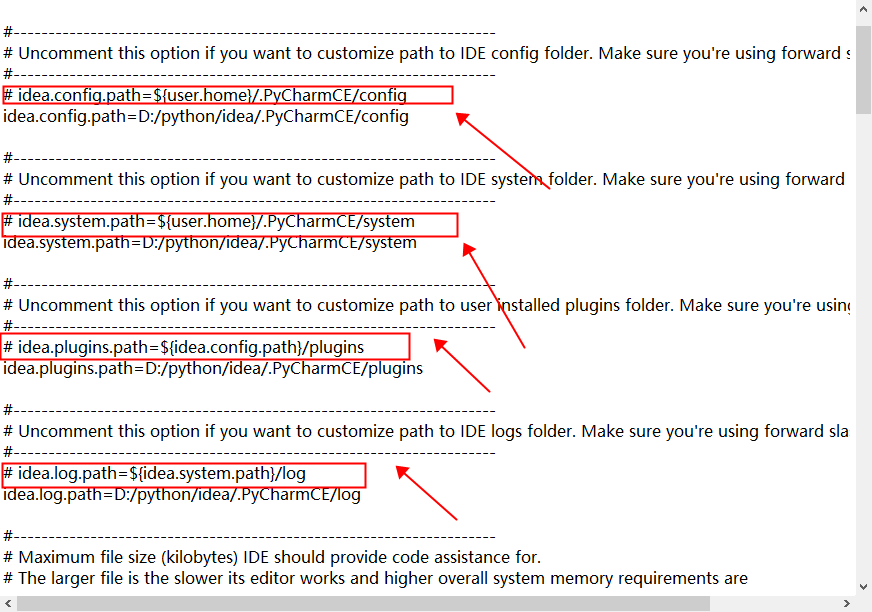 #--------------------------------------------------------------------
# Uncomment this option if you want to customize path to IDE config folder. Make sure you're using forward s
#--------------------------------------------------------------------
# idea.config.path=${user.home}/.PyCharmCE/config
idea.config.path=D:/python/idea/.PyCharmCE/config
#--------------------------------------------------------------------
# Uncomment this option if you want to customize path to IDE system folder. Make sure you're using forward
#--------------------------------------------------------------------
# idea.system.path=${user.home}/.PyCharmCE/system
idea.system.path=D:/python/idea/.PyCharmCE/system
#--------------------------------------------------------------------
# Uncomment this option if you want to customize path to user installed plugins folder. Make sure you're using
#--------------------------------------------------------------------
# idea.plugins.path=${idea.config.path}/plugins
idea.plugins.path=D:/python/idea/.PyCharmCE/plugins
#--------------------------------------------------------------------
# Uncomment this option if you want to customize path to IDE logs folder. Make sure you're using forward sla
#--------------------------------------------------------------------
# idea.log.path=${idea.system.path}/log
idea.log.path=D:/python/idea/.PyCharmCE/log
#--------------------------------------------------------------------
# Maximum file size (kilobytes) IDE should provide code assistance for.
# The larger file is the slower its editor works and higher overall system memory requirements are